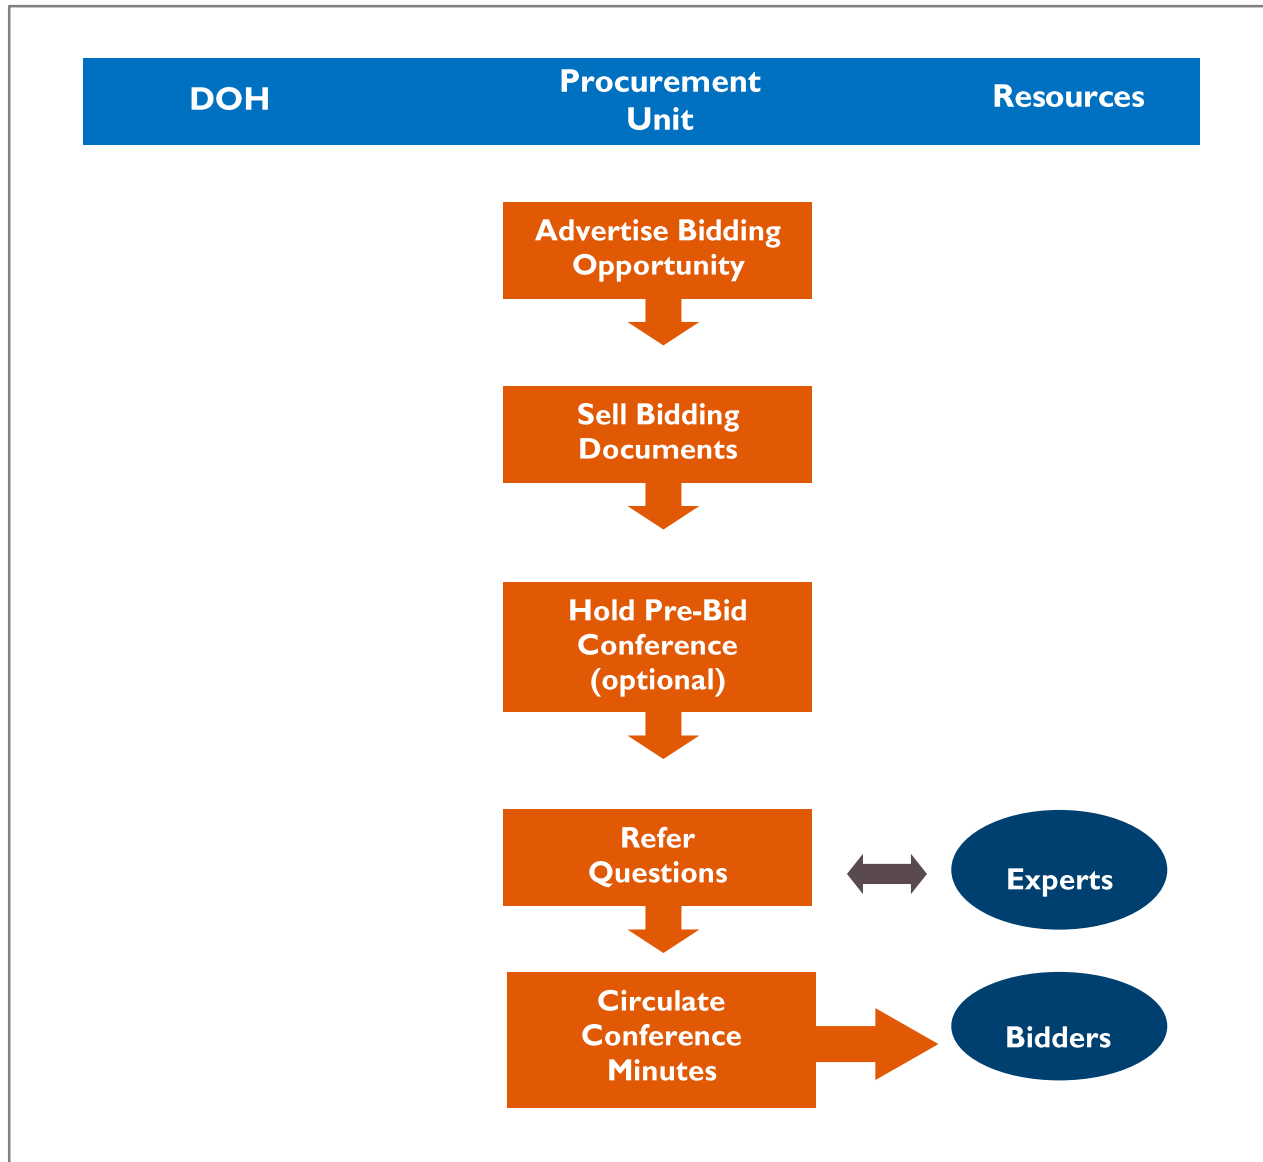 DOH
Procurement
Unit
Resources
Advertise Bidding
Opportunity
Sell Bidding
Documents
Hold Pre-Bid
Conference
(optional)
Refer
Questions
Experts
Circulate
Conference
Minutes
Bidders